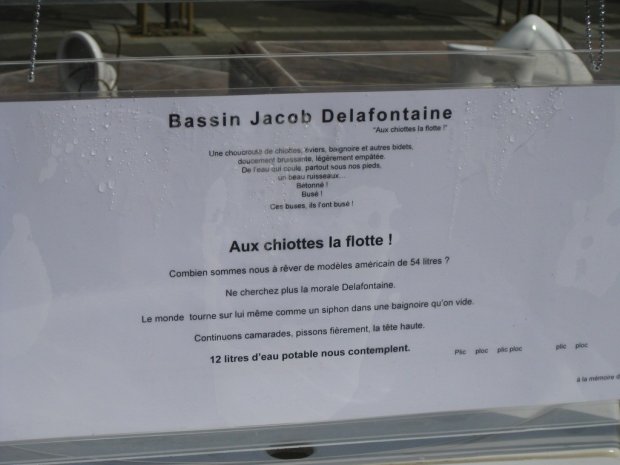 Bassin Jacob Delafontaine
"Aux chiottes la flotte !"
Une choucroute de chiottes, éviers, baignoire et autres bidets,
doucement bruissante, légèrement empâtée.
De l'eau qui coule, partout sous nos pieds,
un beau ruisseaux...
Bétonné !
Busé !
Ces buses, ils l'ont busé !
Aux chiottes la flotte !
Combien sommes nous à rêver de modèles américain de 54 litres ?
Ne cherchez plus la morale Delafontaine.
Le monde tourne sur lui même comme un siphon dans une baignoire qu'on vide.
Continuons camarades, pissons fièrement, la tête haute.
12 litres d'eau potable nous contemplent.
Plic ploc plic ploc plic ploc
à la mémoire d